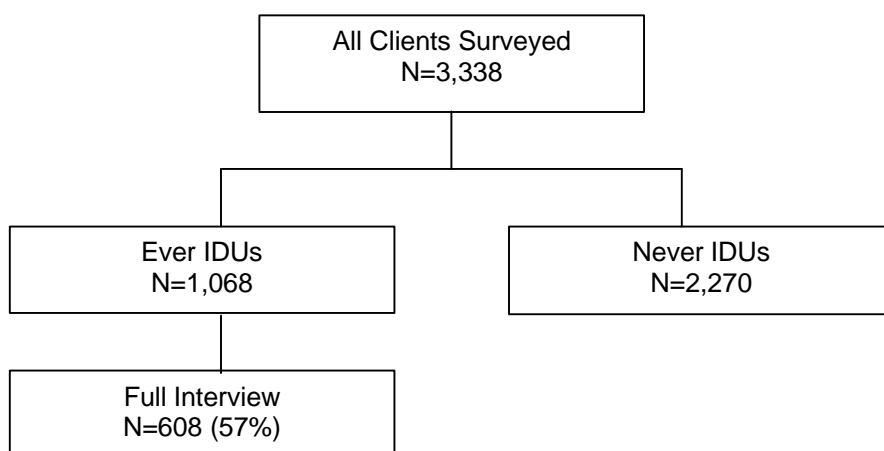 All Clients Surveyed
N=3,338
Ever IDUs
N=1,068
Never IDUs
N=2,270
Full Interview
N=608 (57%)